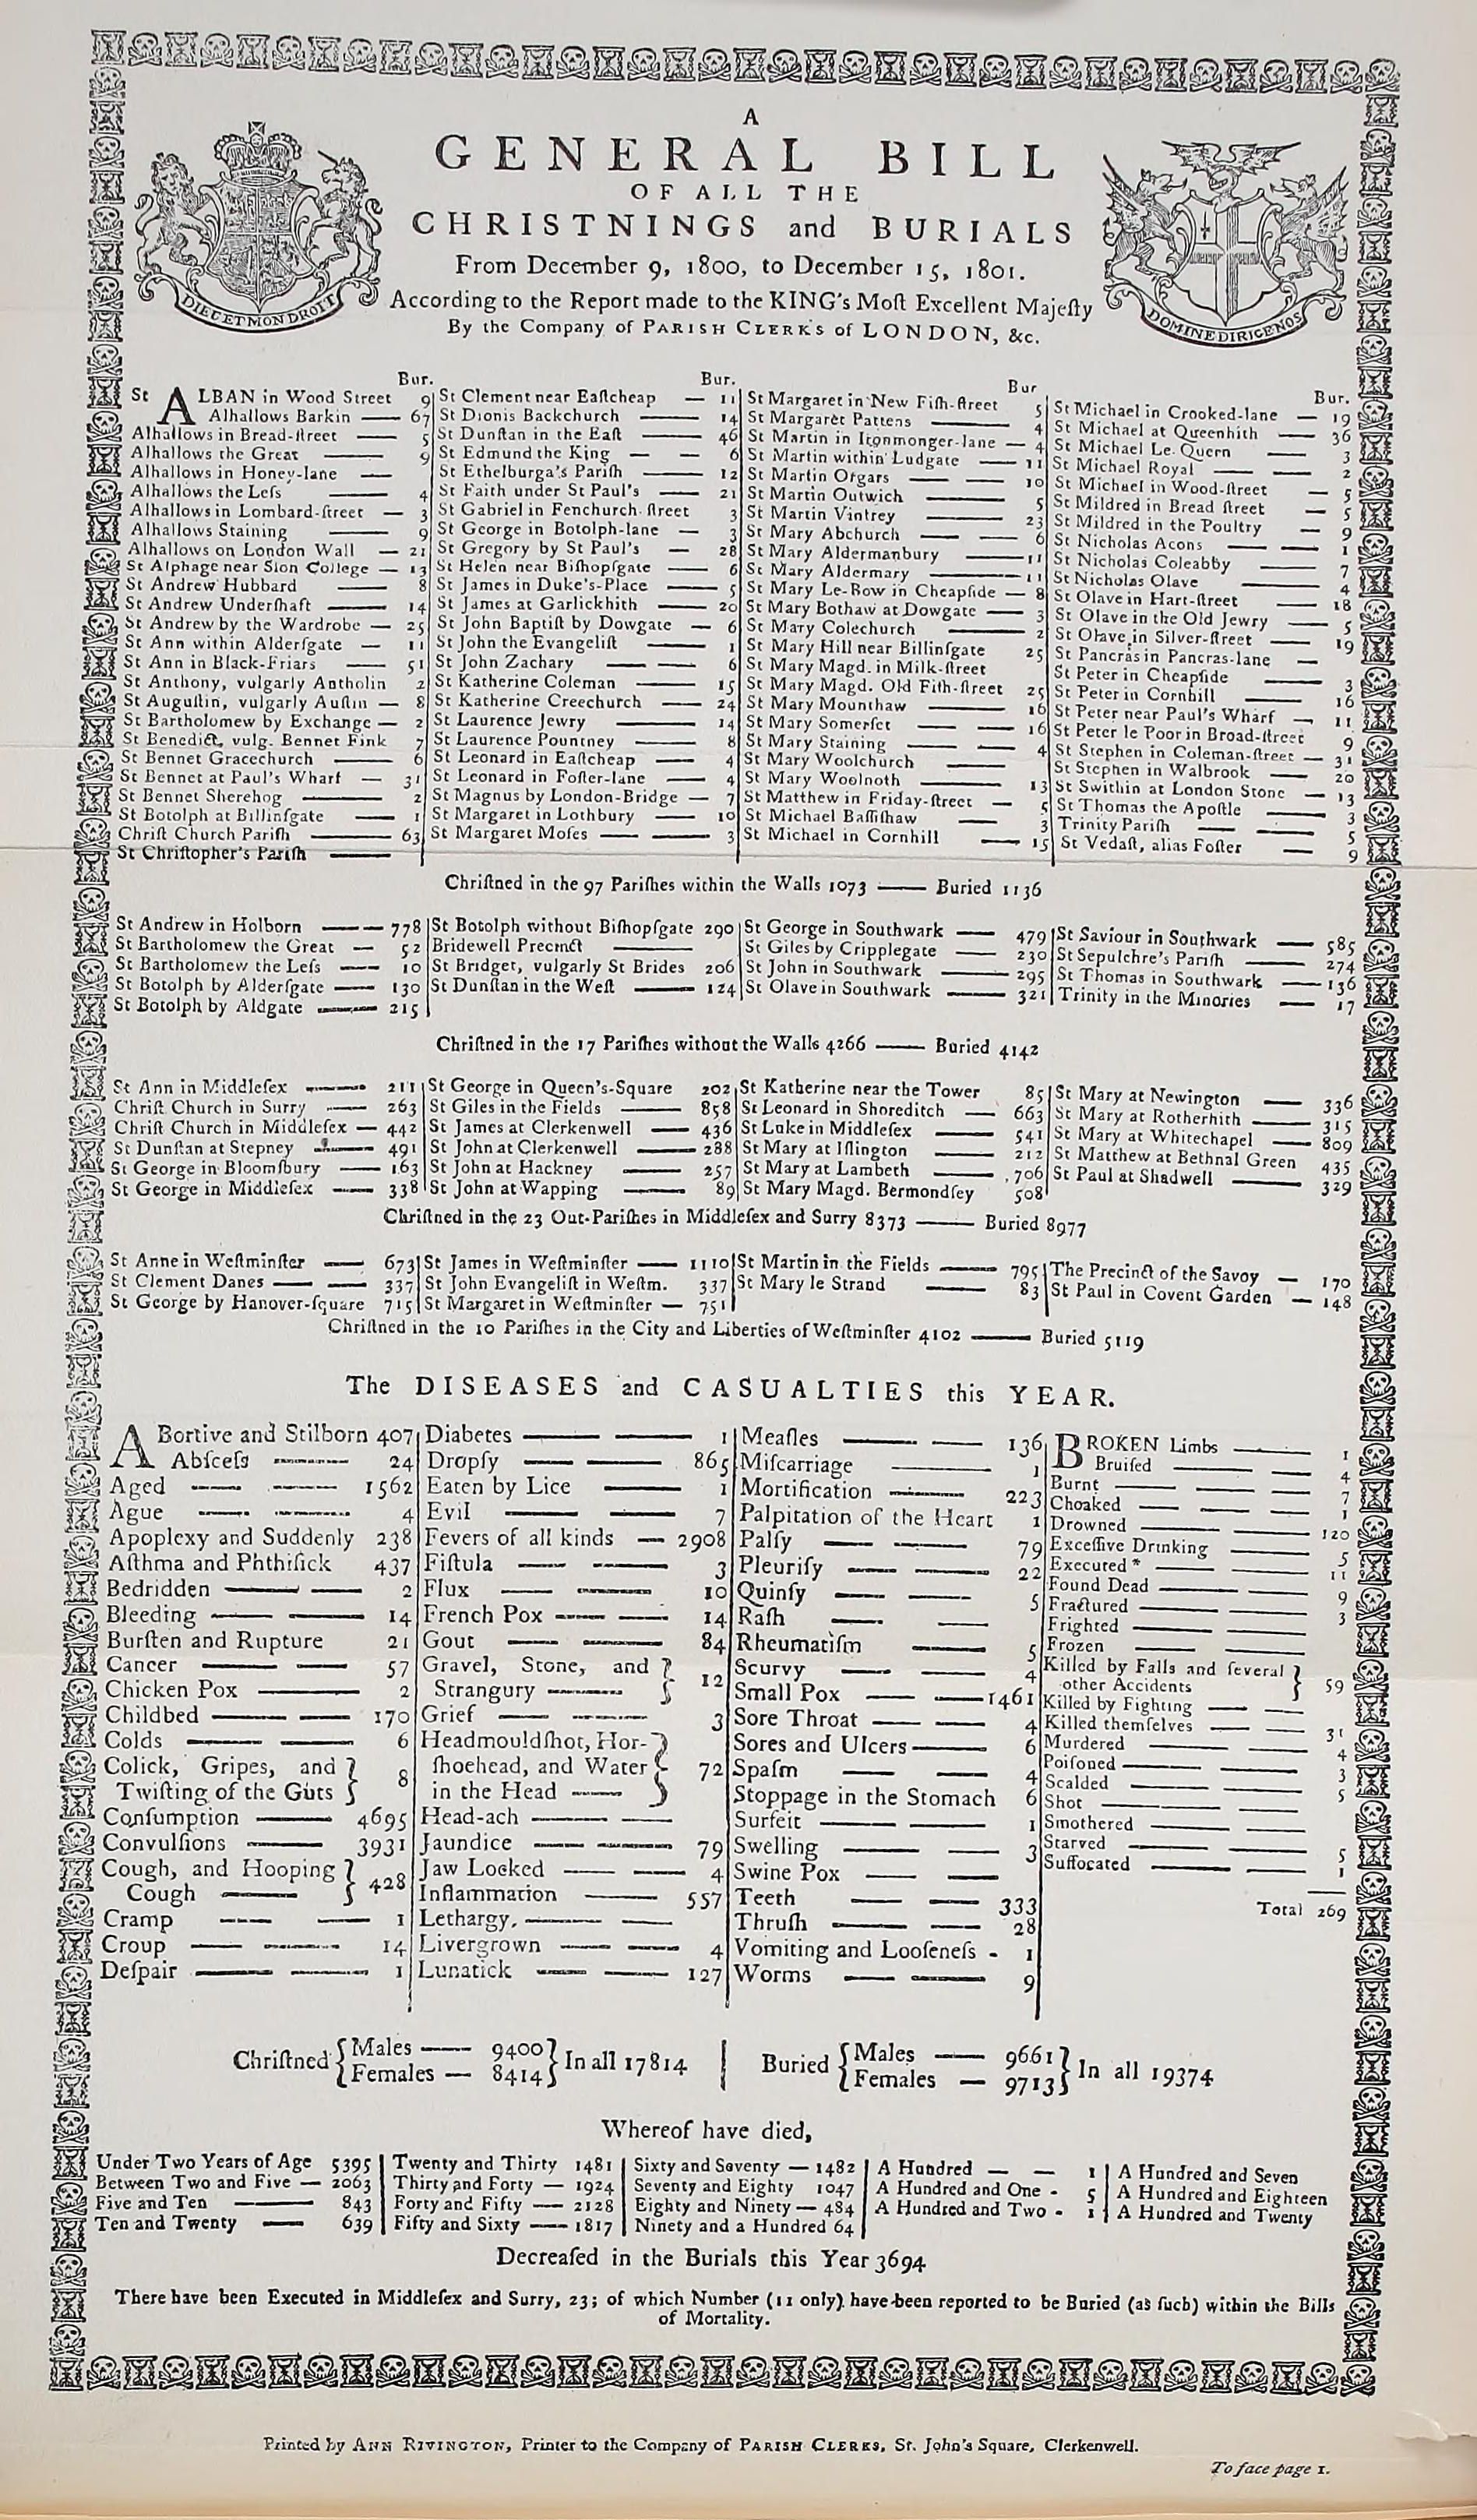 A
GENERAL BILL
OF ALL THE
CHRISTNINGS and BURIALS
From December 9, 1800, to December 15, 1801.
According to the Report made to the KING's Moſt Excellent Majeſty
By the Company of PARISH CLERKS of LONDON, &c.
DIEU ET MON DROIT
DOMINE DIRIGE NOS
Bur.
St ALBAN in Wood Street 9
Alhallows Barkin — 67
Alhallows in Bread-ſtreet — 5
Alhallows the Great — 9
Alhallows in Honey-lane —
Alhallows the Leſs — 4
Alhallows in Lombard-ſtreet — 3
Alhallows Staining — 9
Alhallows on London Wall — 21
St Alphage near Sion College — 13
St Andrew Hubbard — 8
St Andrew Underſhaft — 14
St Andrew by the Wardrobe — 25
St Ann within Alderſgate — 11
St Ann in Black-Friars — 51
St Anthony, vulgarly Antholin 2
St Auguſtin, vulgarly Auſtin — 8
St Bartholomew by Exchange — 2
St Benedict, vulg. Bennet Fink 7
St Bennet Gracechurch — 6
St Bennet at Paul's Wharf — 31
St Bennet Sherehog — 2
St Botolph at Billinſgate — 1
Chriſt Church Pariſh — 63
St Chriſtopher's Pariſh —
Bur.
St Clement near Eaſtcheap — 11
St Dionis Backchurch — 14
St Dunſtan in the Eaſt — 46
St Edmund the King — — 6
St Ethelburga's Pariſh — 12
St Faith under St Paul's — 21
St Gabriel in Fenchurch ſtreet 3
St George in Botolph-lane — 3
St Gregory by St Paul's — 28
St Helen near Biſhopſgate — 6
St James in Duke's-Place — 5
St James at Garlickhith — 20
St John Baptiſt by Dowgate — 6
St John the Evangeliſt — 1
St John Zachary — — 6
St Katherine Coleman — 15
St Katherine Creechurch — 24
St Laurence Jewry — 14
St Laurence Pountney — 8
St Leonard in Eaſtcheap — 4
St Leonard in Foſter-lane — 4
St Magnus by London-Bridge — 7
St Margaret in Lothbury — 10
St Margaret Moſes — — 3
Bur
St Margaret in New Fiſh-ſtreet 5
St Margaret Pattens — 4
St Martin in Ironmonger-lane — 4
St Martin within Ludgate — 11
St Martin Orgars — — 10
St Martin Outwich — 5
St Martin Vintrey — 23
St Mary Abchurch — — 6
St Mary Aldermanbury — 11
St Mary Aldermary — 11
St Mary Le-Bow in Cheapſide — 8
St Mary Bothaw at Dowgate — 3
St Mary Colechurch — 2
St Mary Hill near Billinſgate 25
St Mary Magd. in Milk-ſtreet
St Mary Magd. Old Fiſh-ſtreet 25
St Mary Mounthaw — 16
St Mary Somerſet — — 16
St Mary Staining — — 4
St Mary Woolchurch —
St Mary Woolnoth — 13
St Matthew in Friday-ſtreet — 5
St Michael Baſſiſhaw — 3
St Michael in Cornhill — 15
Bur.
St Michael in Crooked-lane — 19
St Michael at Queenhith — 36
St Michael Le Quern — 3
St Michael Royal — — 2
St Michael in Wood-ſtreet — 5
St Mildred in Bread ſtreet — 5
St Mildred in the Poultry — 9
St Nicholas Acons — — 1
St Nicholas Coleabby — 7
St Nicholas Olave — 4
St Olave in Hart-ſtreet — 18
St Olave in the Old Jewry — 5
St Olave in Silver-ſtreet — 19
St Pancras in Pancras-lane —
St Peter in Cheapſide — 3
St Peter in Cornhill — 16
St Peter near Paul's Wharf — 11
St Peter le Poor in Broad-ſtreet 9
St Stephen in Coleman-ſtreet — 31
St Stephen in Walbrook — 20
St Swithin at London Stone — 13
St Thomas the Apoſtle — 3
Trinity Pariſh — — 5
St Vedaſt, alias Foſter — 9
Chriſtned in the 97 Pariſhes within the Walls 1073 — Buried 1136
St Andrew in Holborn — 778
St Bartholomew the Great — 52
St Bartholomew the Leſs — 10
St Botolph by Alderſgate — 130
St Botolph by Aldgate — 215
St Botolph without Biſhopſgate 290
Bridewell Precinct —
St Bridget, vulgarly St Brides 206
St Dunſtan in the Weſt — 124
St George in Southwark — 479
St Giles by Cripplegate — 230
St John in Southwark — 295
St Olave in Southwark — 321
St Saviour in Southwark — 585
St Sepulchre's Pariſh — 274
St Thomas in Southwark — 136
Trinity in the Minories — 17
Chriſtned in the 17 Pariſhes without the Walls 4266 — Buried 4142
St Ann in Middleſex — 211
Chriſt Church in Surry — 263
Chriſt Church in Middleſex — 442
St Dunſtan at Stepney — 491
St George in Bloomſbury — 163
St George in Middleſex — 338
St George in Queen's-Square 202
St Giles in the Fields — 858
St James at Clerkenwell — 436
St John at Clerkenwell — 288
St John at Hackney — 257
St John at Wapping — 89
St Katherine near the Tower 85
St Leonard in Shoreditch — 663
St Luke in Middleſex — 541
St Mary at Iſlington — 212
St Mary at Lambeth — 706
St Mary Magd. Bermondſey 508
St Mary at Newington — 336
St Mary at Rotherhith — 315
St Mary at Whitechapel — 809
St Matthew at Bethnal Green 435
St Paul at Shadwell — 329
Chriſtned in the 23 Out-Pariſhes in Middleſex and Surry 8373 — Buried 8977
St Anne in Weſtminſter — 673
St Clement Danes — — 337
St George by Hanover-ſquare 715
St James in Weſtminſter — 1110
St John Evangeliſt in Weſtm. 337
St Margaret in Weſtminſter — 751
St Martin in the Fields — 795
St Mary le Strand — 83
The Precinct of the Savoy — 170
St Paul in Covent Garden — 148
Chriſtned in the 10 Pariſhes in the City and Liberties of Weſtminſter 4102 — Buried 5119
The DISEASES and CASUALTIES this YEAR.
ABortive and Stilborn 407
Abſceſs — 24
Aged — — 1562
Ague — — 4
Apoplexy and Suddenly 238
Aſthma and Phthiſick 437
Bedridden — — 2
Bleeding — — 14
Burſten and Rupture 21
Cancer — — 57
Chicken Pox — 2
Childbed — — 170
Colds — — 6
Colick, Gripes, and
Twiſting of the Guts } 8
Conſumption — 4695
Convulſions — 3931
Cough, and Hooping
Cough — } 428
Cramp — — 1
Croup — — 14
Deſpair — — 1
Diabetes — — 1
Dropſy — — 865
Eaten by Lice — 1
Evil — — 7
Fevers of all kinds — 2908
Fiſtula — — 3
Flux — — 10
French Pox — — 14
Gout — — 84
Gravel, Stone, and
Strangury — } 12
Grief — — 3
Headmouldſhot, Hor-
ſhoehead, and Water
in the Head — } 72
Head-ach — —
Jaundice — — 79
Jaw Locked — — 4
Inflammation — 557
Lethargy, — —
Livergrown — — 4
Lunatick — — 127
Meaſles — — 136
Miſcarriage — 1
Mortification — 223
Palpitation of the Heart 1
Palſy — — 79
Pleuriſy — — 22
Quinſy — — 5
Raſh — —
Rheumatiſm — 5
Scurvy — — 4
Small Pox — — 1461
Sore Throat — — 4
Sores and Ulcers — 6
Spaſm — — 4
Stoppage in the Stomach 6
Surfeit — — 1
Swelling — — 3
Swine Pox — —
Teeth — — 333
Thruſh — — 28
Vomiting and Looſeneſs - 1
Worms — — 9
BROKEN Limbs — 1
Bruiſed — — 4
Burnt — — 7
Choaked — — 1
Drowned — — 120
Exceſſive Drinking — 5
Executed * — — 11
Found Dead — — 9
Fractured — — 3
Frighted — —
Frozen — —
Killed by Falls and ſeveral
other Accidents } 59
Killed by Fighting — —
Killed themſelves — — 31
Murdered — — 4
Poiſoned — — 3
Scalded — — 5
Shot — —
Smothered — —
Starved — — 5
Suffocated — — 1
Total 269
Chriſtned { Males — 9400
Females — 8414 } In all 17814
Buried { Males — 9661
Females — 9713 } In all 19374
Whereof have died,
Under Two Years of Age 5395
Between Two and Five — 2063
Five and Ten — 843
Ten and Twenty — 639
Twenty and Thirty 1481
Thirty and Forty — 1924
Forty and Fifty — 2128
Fifty and Sixty — 1817
Sixty and Seventy — 1482
Seventy and Eighty 1047
Eighty and Ninety — 484
Ninety and a Hundred 64
A Hundred — — 1
A Hundred and One - 5
A Hundred and Two - 1
A Hundred and Seven
A Hundred and Eighteen
A Hundred and Twenty
Decreaſed in the Burials this Year 3694
There have been Executed in Middleſex and Surry, 23; of which Number (11 only) have been reported to be Buried (as ſuch) within the Bills
of Mortality.
Printed by ANN RIVINGTON, Printer to the Company of PARISH CLERKS, St. John's Square, Clerkenwell.
To face page 1.